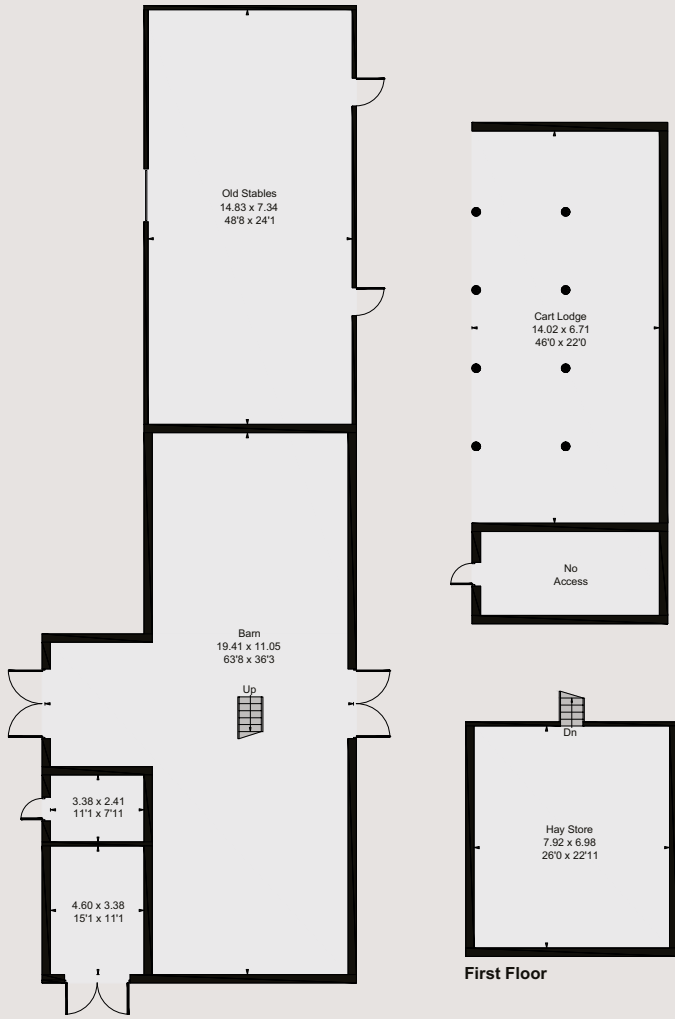 Old Stables
14.83 x 7.34
48'8 x 24'1
Cart Lodge
14.02 x 6.71
46'0 x 22'0
No
Access
Barn
19.41 x 11.05
63'8 x 36'3
Up
Dn
3.38 x 2.41
11'1 x 7'11
Hay Store
7.92 x 6.98
26'0 x 22'11
4.60 x 3.38
15'1 x 11'1
First Floor